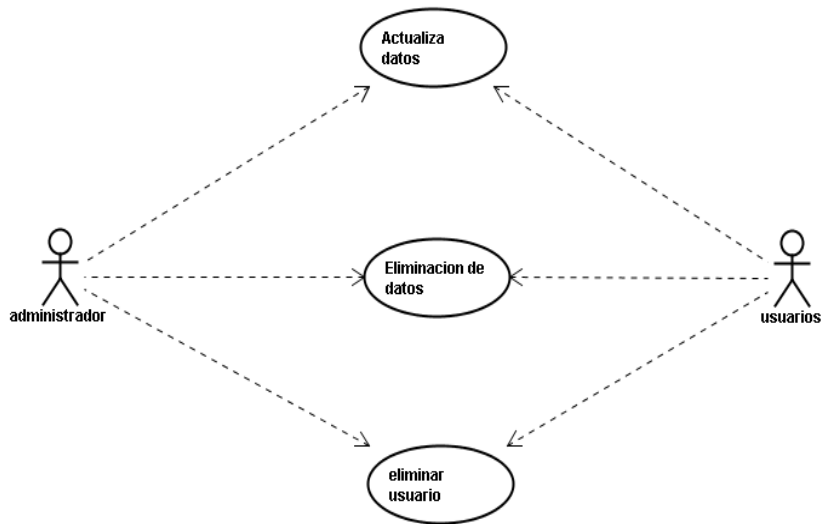 Actualiza
datos
Eliminacion de
datos
administrador
usuarios
eliminar
usuario